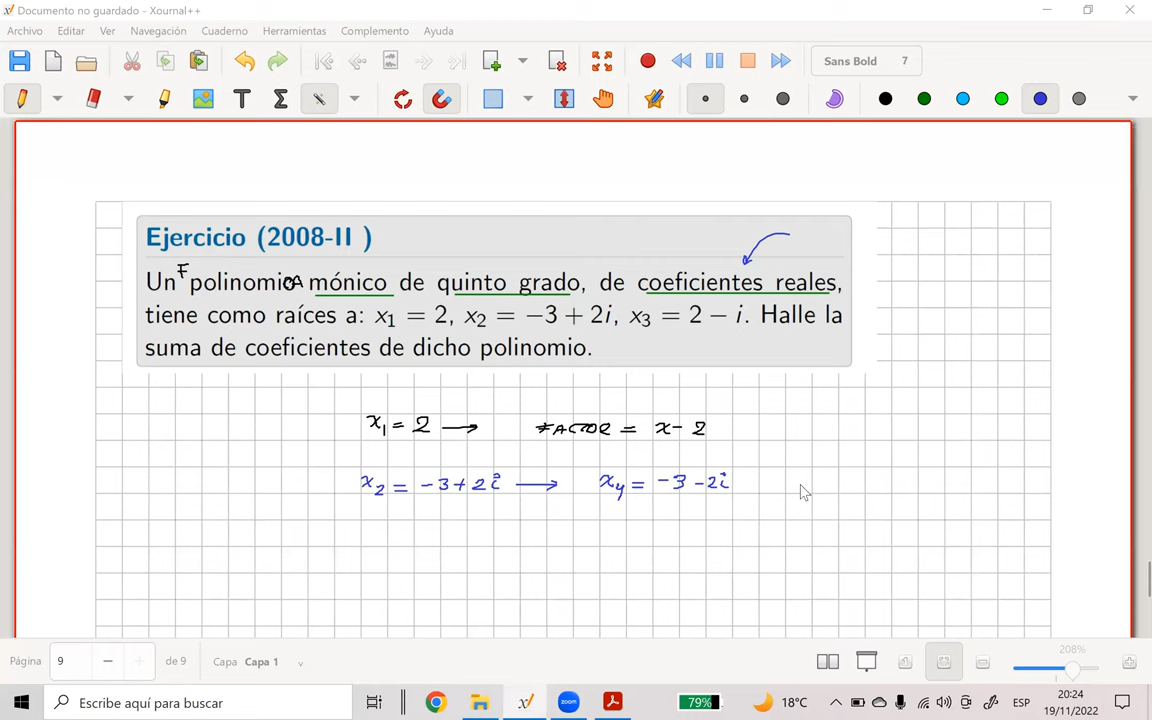 Documento no guardado - Xournal++
Archivo Editar Ver Navegación Cuaderno Herramientas Complemento Ayuda
Sans Bold 7
Ejercicio (2008-II )
Un polinomio mónico de quinto grado, de coeficientes reales,
tiene como raíces a: x₁ = 2, x₂ = −3 + 2i, x₃ = 2 − i. Halle la
suma de coeficientes de dicho polinomio.
x₁ = 2 → FACTOR = x - 2
x₂ = -3+2i → x₄ = -3-2i
Página 9 de 9 Capa Capa 1 208%
Escribe aquí para buscar 79% 18°C ESP 20:24
19/11/2022